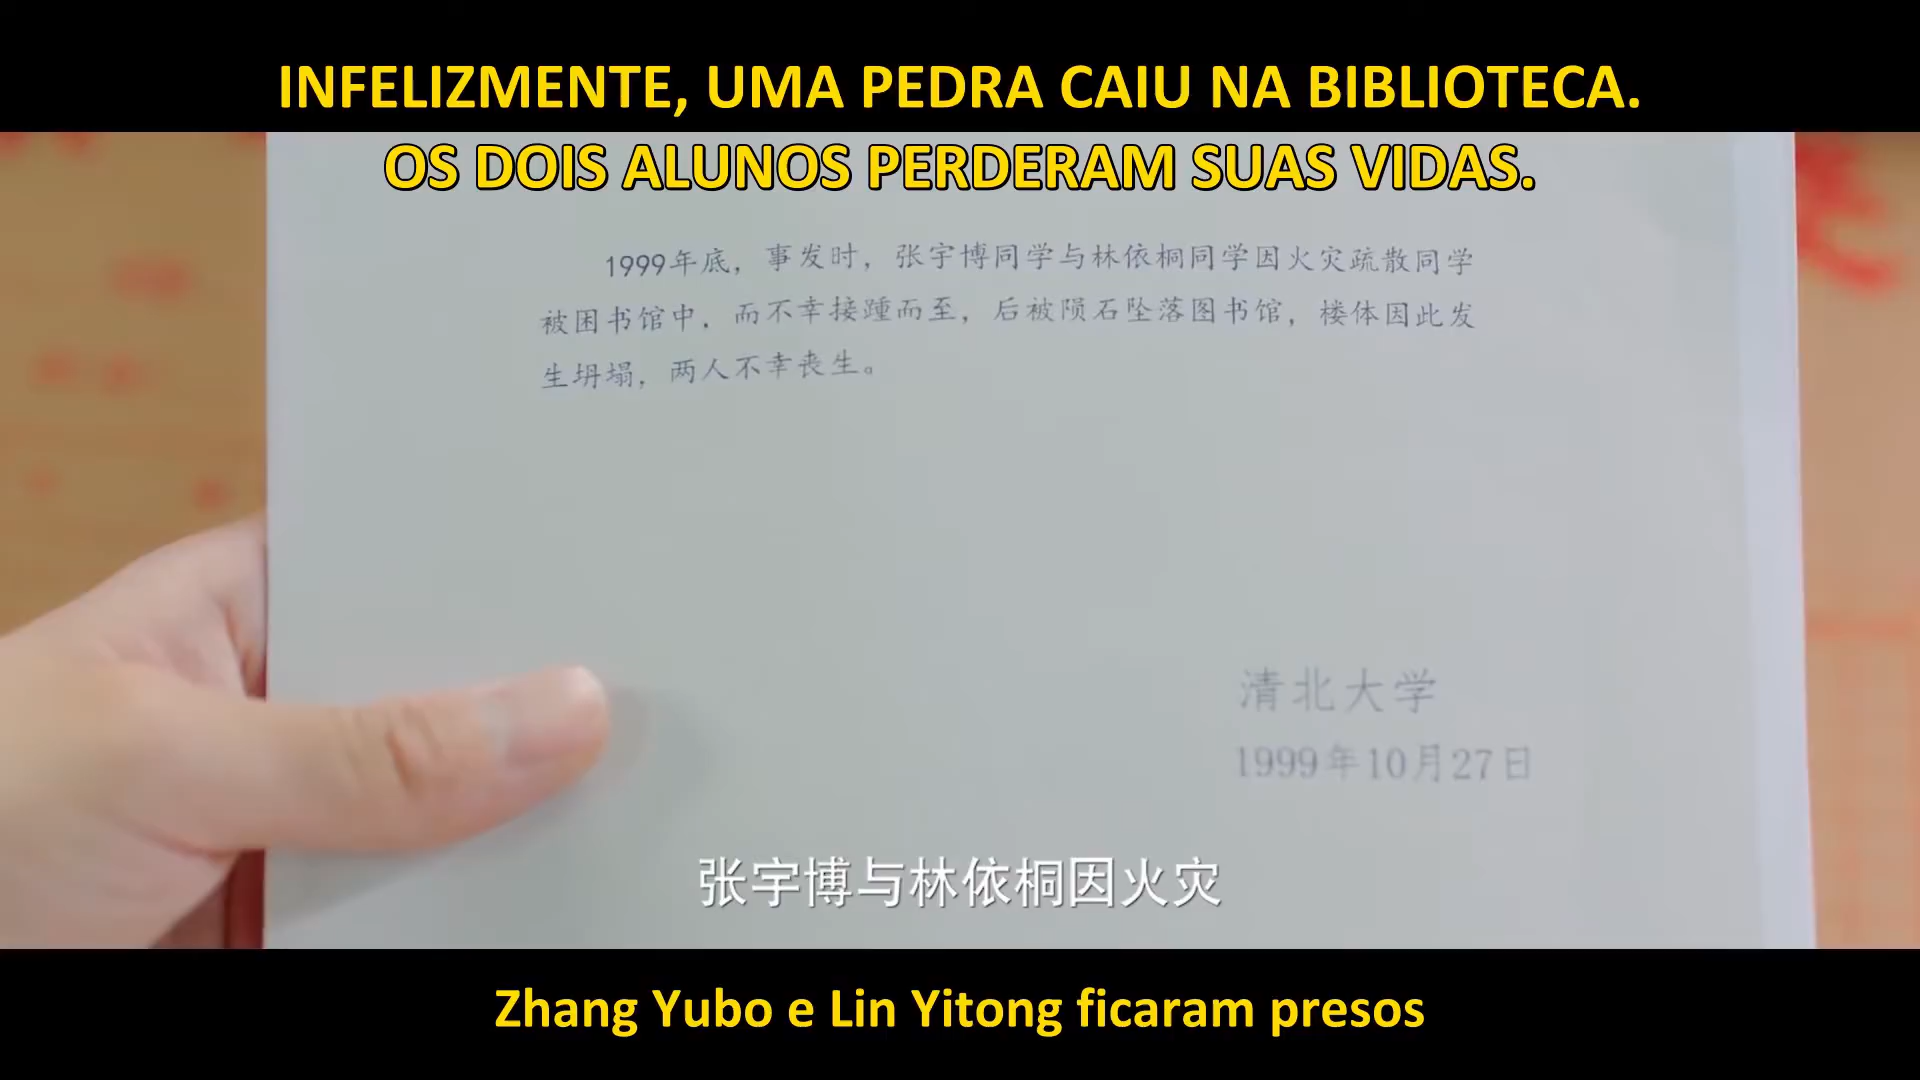 INFELIZMENTE, UMA PEDRA CAIU NA BIBLIOTECA.
OS DOIS ALUNOS PERDERAM SUAS VIDAS.
1999年底，事发时，张宇博同学与林依桐同学因火灾疏散同学
被困书馆中，而不幸接踵而至，后被陨石坠落图书馆，楼体因此发
生坍塌，两人不幸丧生。
清北大学
1999年10月27日
张宇博与林依桐因火灾
Zhang Yubo e Lin Yitong ficaram presos